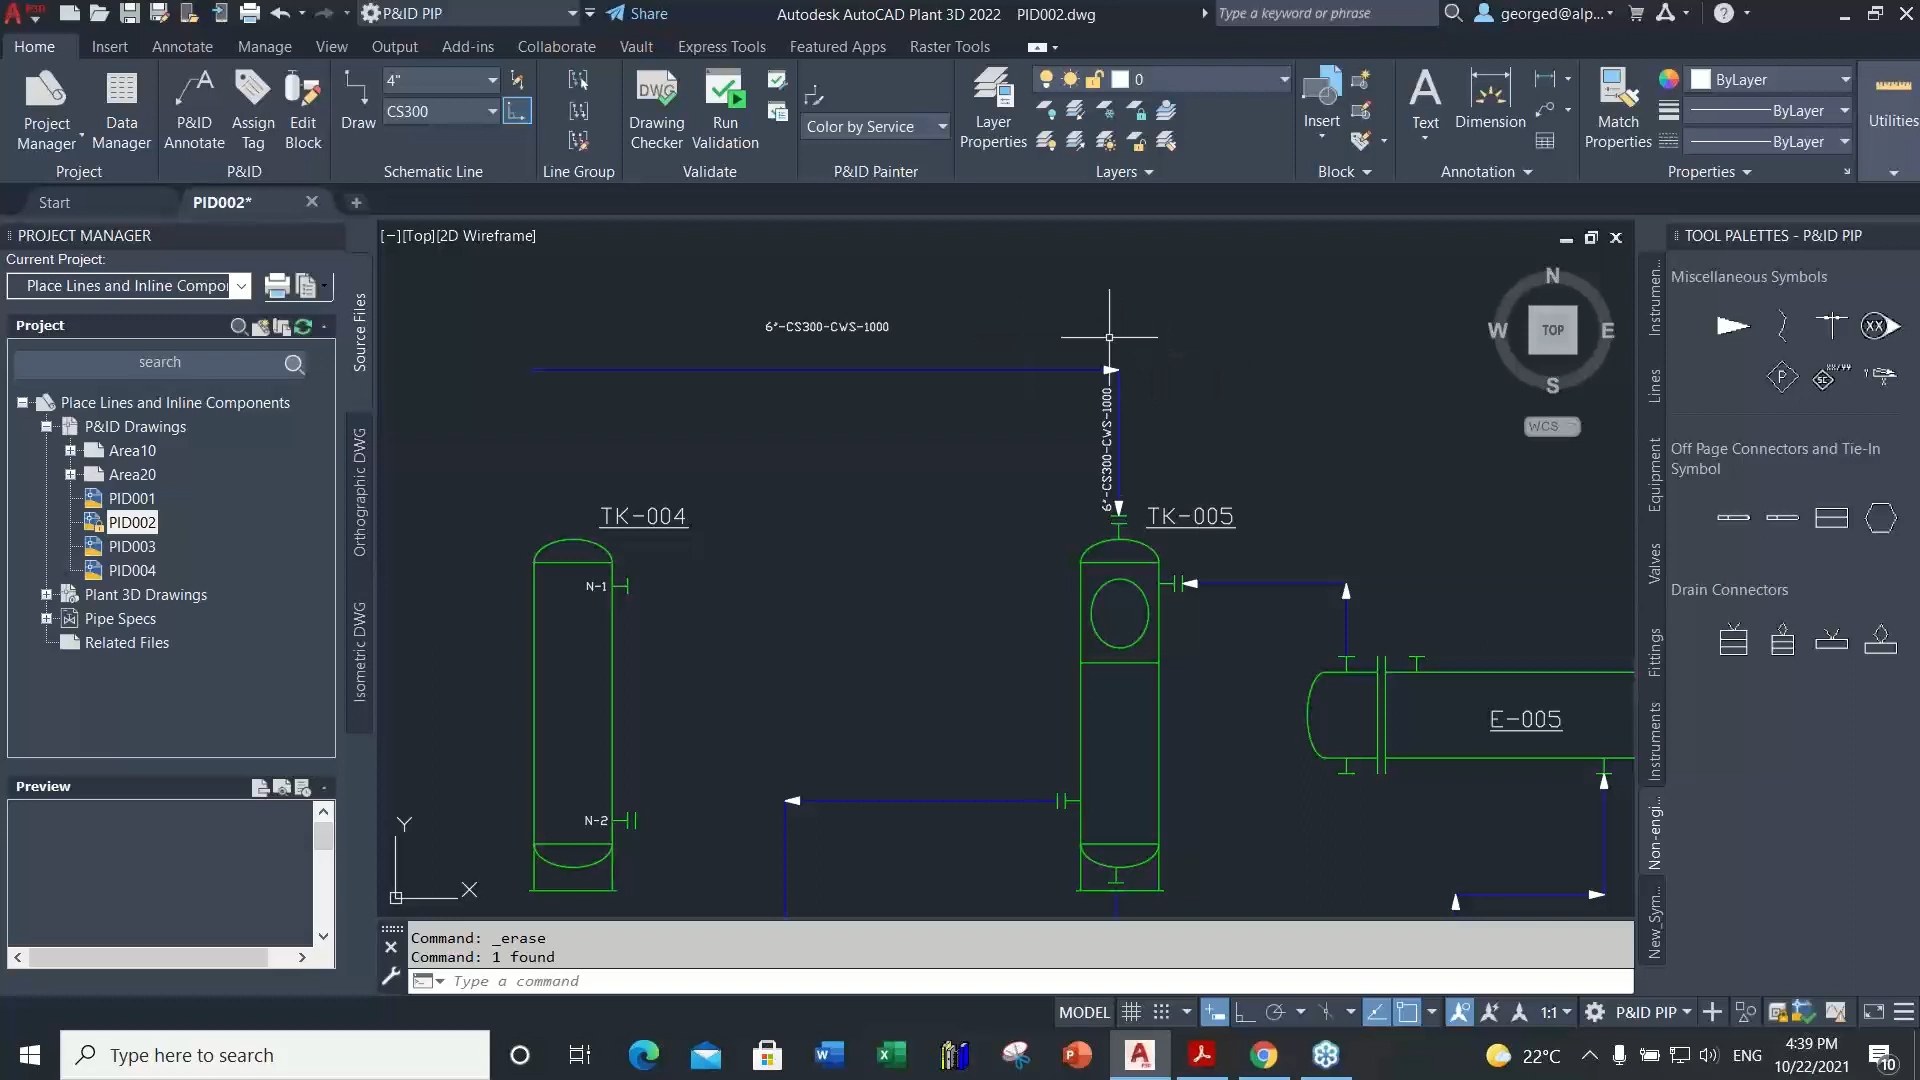 P&ID PIP
Share
Autodesk AutoCAD Plant 3D 2022 PID002.dwg
Type a keyword or phrase
georged@alp...
Home
Insert
Annotate
Manage
View
Output
Add-ins
Collaborate
Vault
Express Tools
Featured Apps
Raster Tools
Project
Manager
Data
Manager
Project
P&ID
Annotate
Assign
Tag
Edit
Block
P&ID
Draw
4"
CS300
Schematic Line
Line Group
DWG
Drawing
Checker
Run
Validation
Validate
Color by Service
P&ID Painter
Layer
Properties
0
Layers
Insert
Block
Text
Dimension
Annotation
Match
Properties
ByLayer
ByLayer
ByLayer
Properties
Utilities
Start
PID002*
PROJECT MANAGER
Current Project:
Place Lines and Inline Compo
Project
search
Place Lines and Inline Components
P&ID Drawings
Area10
Area20
PID001
PID002
PID003
PID004
Plant 3D Drawings
Pipe Specs
Related Files
Preview
Source Files
Orthographic DWG
Isometric DWG
[−][Top][2D Wireframe]
6"-CS300-CWS-1000
6"-CS300-CWS-1000
TK-004
TK-005
N-1
N-2
E-005
Y
X
N
W
TOP
E
S
WCS
TOOL PALETTES - P&ID PIP
Miscellaneous Symbols
XX
P
SC
XX/YY
Off Page Connectors and Tie-In
Symbol
Drain Connectors
Instrumen...
Lines
Equipment
Valves
Fittings
Instruments
Non-engi...
New_Sym...
Command: _erase
Command: 1 found
Type a command
MODEL
1:1
P&ID PIP
Type here to search
22°C
ENG
4:39 PM
10/22/2021
10